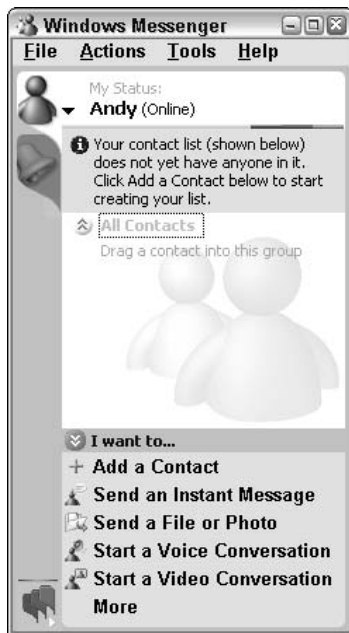 Windows Messenger
File Actions Tools Help
My Status:
Andy (Online)
Your contact list (shown below)
does not yet have anyone in it.
Click Add a Contact below to start
creating your list.
All Contacts
Drag a contact into this group
I want to...
Add a Contact
Send an Instant Message
Send a File or Photo
Start a Voice Conversation
Start a Video Conversation
More